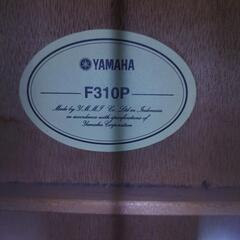 YAMAHA
F310P
Made by Y.M.M.I Co. Ltd in Indonesia
in accordance with specifications of
Yamaha Corporation